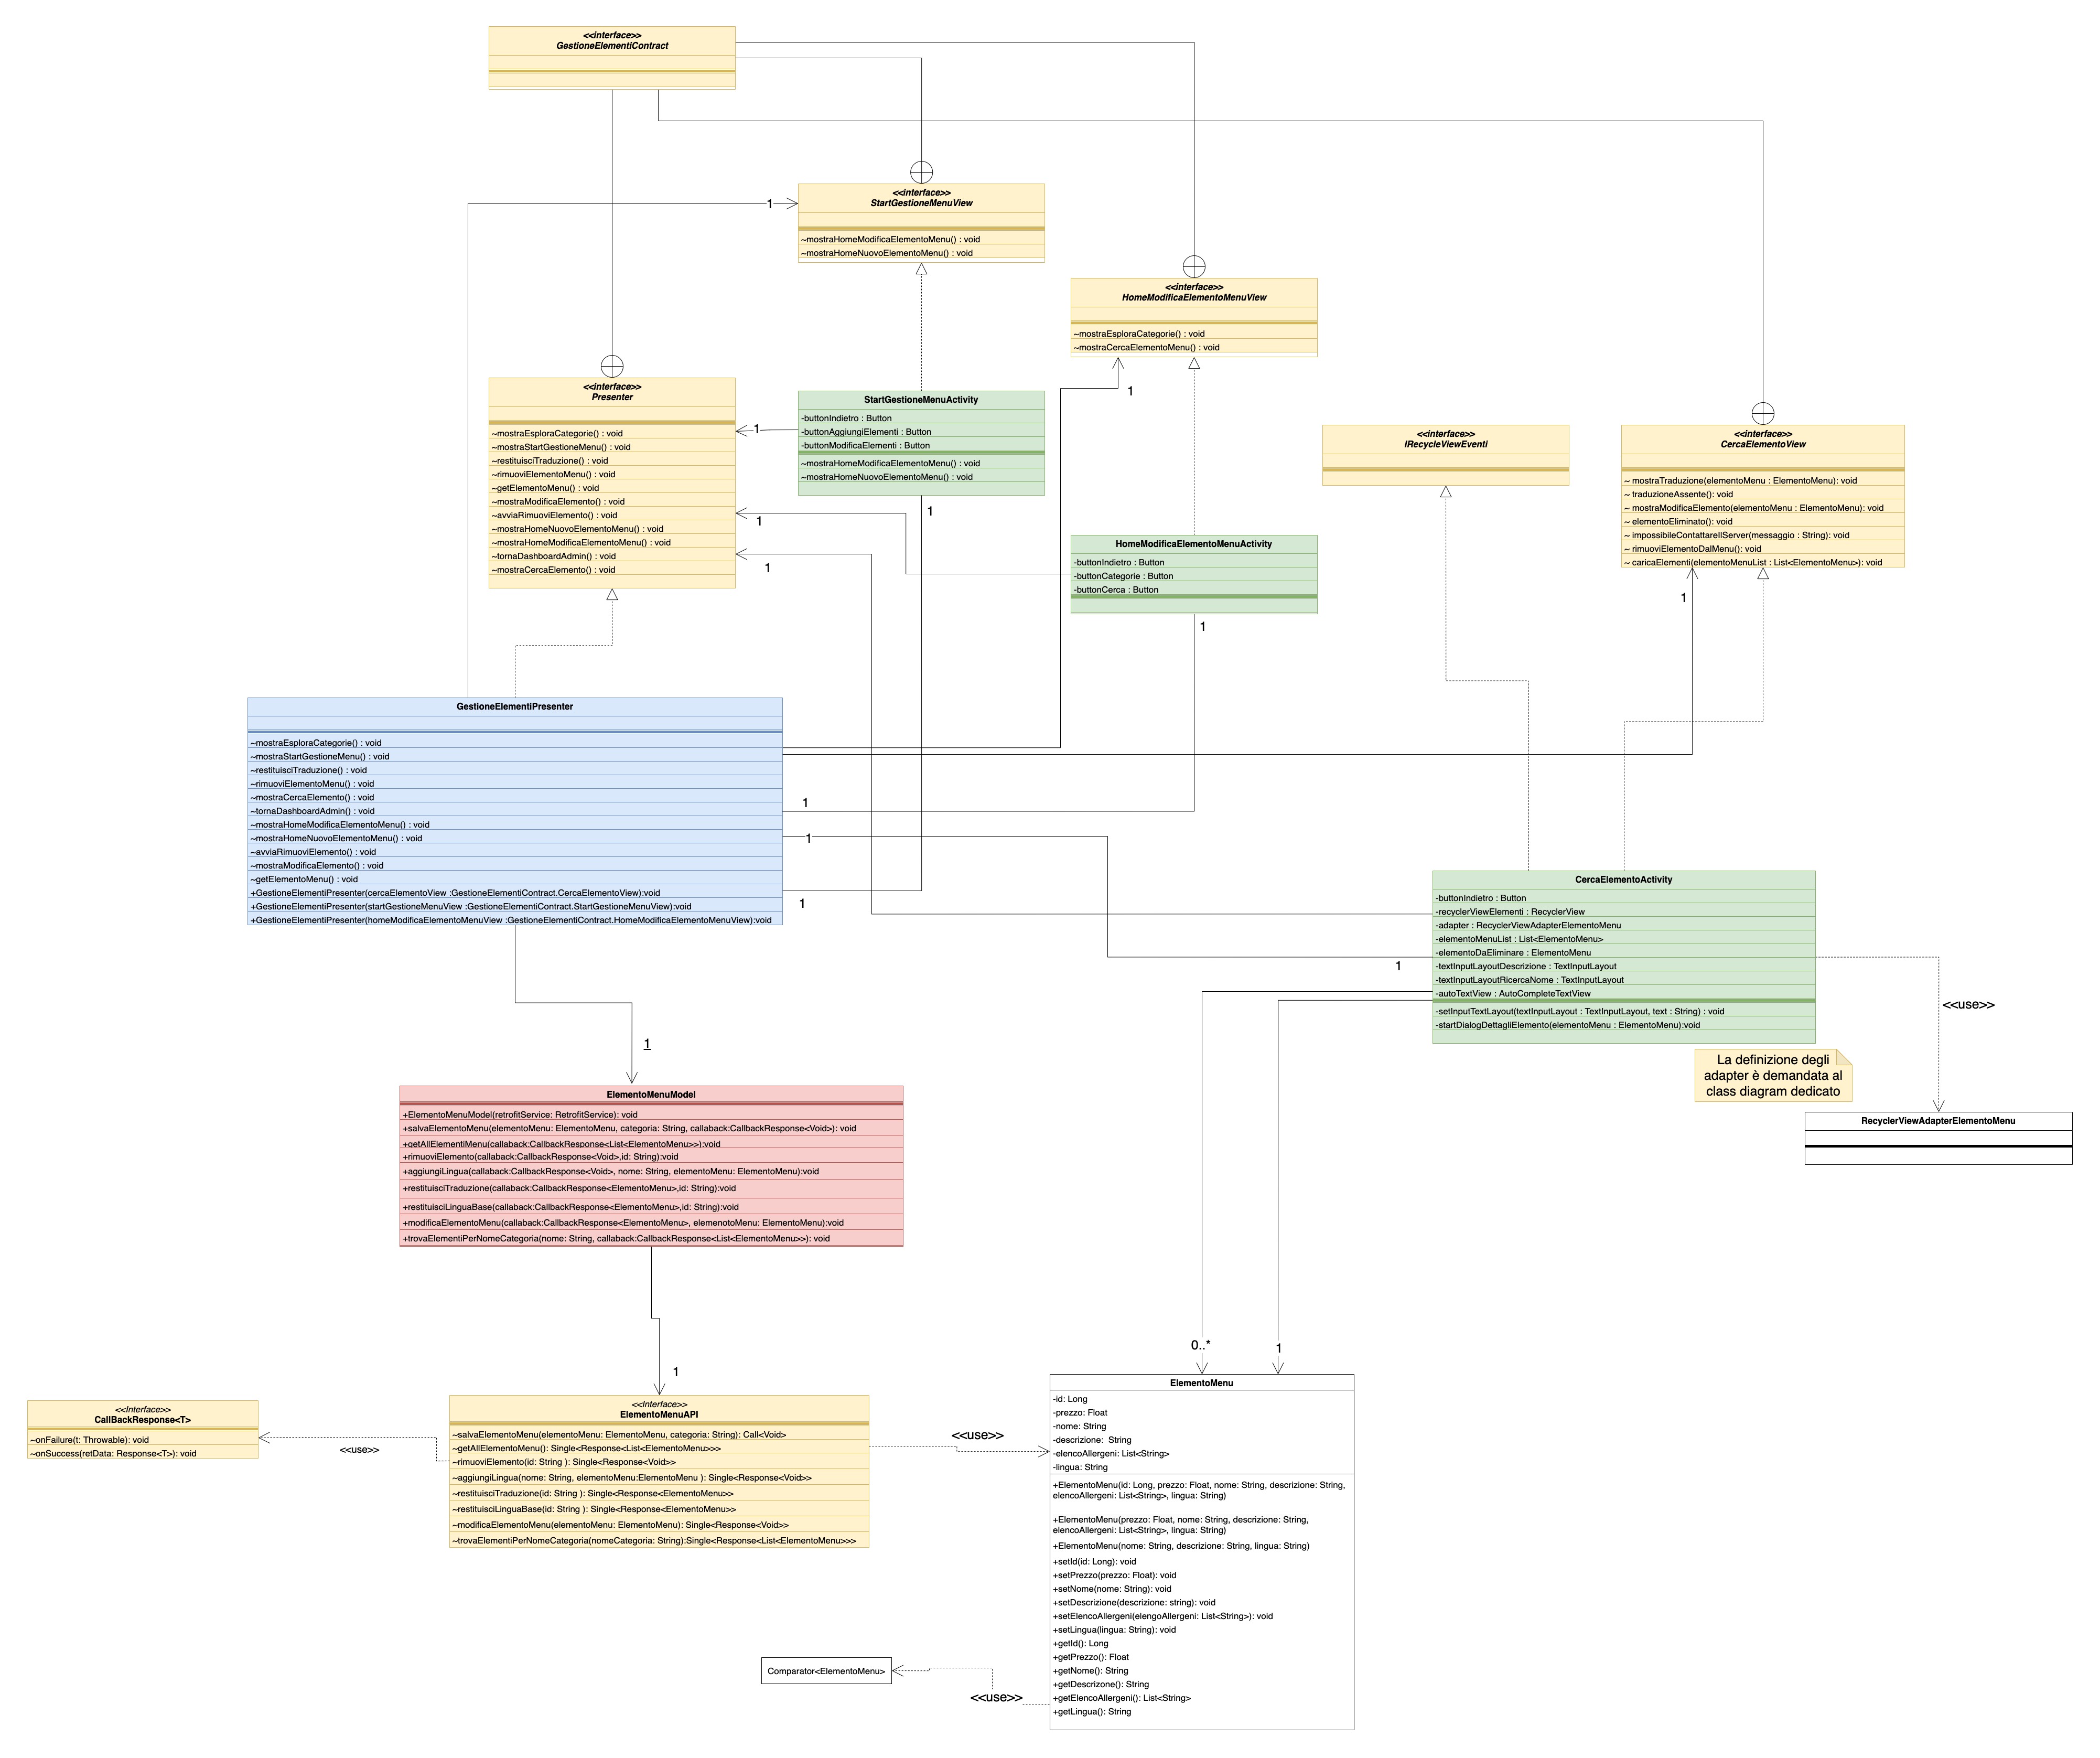 <<interface>>
GestioneElementiContract
<<interface>>
StartGestioneMenuView
~mostraHomeModificaElementoMenu() : void
~mostraHomeNuovoElementoMenu() : void
1
<<interface>>
HomeModificaElementoMenuView
~mostraEsploraCategorie() : void
~mostraCercaElementoMenu() : void
1
<<interface>>
Presenter
~mostraEsploraCategorie() : void
~mostraStartGestioneMenu() : void
~restituisciTraduzione() : void
~rimuoviElementoMenu() : void
~getElementoMenu() : void
~mostraModificaElemento() : void
~avviaRimuoviElemento() : void
~mostraHomeNuovoElementoMenu() : void
~mostraHomeModificaElementoMenu() : void
~tornaDashboardAdmin() : void
~mostraCercaElemento() : void
1
1
1
StartGestioneMenuActivity
-buttonIndietro : Button
-buttonAggiungiElementi : Button
-buttonModificaElementi : Button
~mostraHomeModificaElementoMenu() : void
~mostraHomeNuovoElementoMenu() : void
1
HomeModificaElementoMenuActivity
-buttonIndietro : Button
-buttonCategorie : Button
-buttonCerca : Button
1
<<interface>>
IRecycleViewEventi
<<interface>>
CercaElementoView
~ mostraTraduzione(elementoMenu : ElementoMenu): void
~ traduzioneAssente(): void
~ mostraModificaElemento(elementoMenu : ElementoMenu): void
~ elementoEliminato(): void
~ impossibileContattareIlServer(messaggio : String): void
~ rimuoviElementoDalMenu(): void
~ caricaElementi(elementoMenuList : List<ElementoMenu>): void
1
GestioneElementiPresenter
~mostraEsploraCategorie() : void
~mostraStartGestioneMenu() : void
~restituisciTraduzione() : void
~rimuoviElementoMenu() : void
~mostraCercaElemento() : void
~tornaDashboardAdmin() : void
~mostraHomeModificaElementoMenu() : void
~mostraHomeNuovoElementoMenu() : void
~avviaRimuoviElemento() : void
~mostraModificaElemento() : void
~getElementoMenu() : void
+GestioneElementiPresenter(cercaElementoView :GestioneElementiContract.CercaElementoView):void
+GestioneElementiPresenter(startGestioneMenuView :GestioneElementiContract.StartGestioneMenuView):void
+GestioneElementiPresenter(homeModificaElementoMenuView :GestioneElementiContract.HomeModificaElementoMenuView):void
1
1
1
CercaElementoActivity
-buttonIndietro : Button
-recyclerViewElementi : RecyclerView
-adapter : RecyclerViewAdapterElementoMenu
-elementoMenuList : List<ElementoMenu>
-elementoDaEliminare : ElementoMenu
-textInputLayoutDescrizione : TextInputLayout
-textInputLayoutRicercaNome : TextInputLayout
-autoTextView : AutoCompleteTextView
-setInputTextLayout(textInputLayout : TextInputLayout, text : String) : void
-startDialogDettagliElemento(elementoMenu : ElementoMenu):void
1
<<use>>
La definizione degli
adapter è demandata al
class diagram dedicato
RecyclerViewAdapterElementoMenu
1
ElementoMenuModel
+ElementoMenuModel(retrofitService: RetrofitService): void
+salvaElementoMenu(elementoMenu: ElementoMenu, categoria: String, callaback:CallbackResponse<Void>): void
+getAllElementiMenu(callaback:CallbackResponse<List<ElementoMenu>>):void
+rimuoviElemento(callaback:CallbackResponse<Void>,id: String):void
+aggiungiLingua(callaback:CallbackResponse<Void>, nome: String, elementoMenu: ElementoMenu):void
+restituisciTraduzione(callaback:CallbackResponse<ElementoMenu>,id: String):void
+restituisciLinguaBase(callaback:CallbackResponse<ElementoMenu>,id: String):void
+modificaElementoMenu(callaback:CallbackResponse<ElementoMenu>, elemenotoMenu: ElementoMenu):void
+trovaElementiPerNomeCategoria(nome: String, callaback:CallbackResponse<List<ElementoMenu>>): void
1
0..*
1
<<Interface>>
CallBackResponse<T>
~onFailure(t: Throwable): void
~onSuccess(retData: Response<T>): void
<<use>>
<<Interface>>
ElementoMenuAPI
~salvaElementoMenu(elementoMenu: ElementoMenu, categoria: String): Call<Void>
~getAllElementoMenu(): Single<Response<List<ElementoMenu>>>
~rimuoviElemento(id: String ): Single<Response<Void>>
~aggiungiLingua(nome: String, elementoMenu:ElementoMenu ): Single<Response<Void>>
~restituisciTraduzione(id: String ): Single<Response<ElementoMenu>>
~restituisciLinguaBase(id: String ): Single<Response<ElementoMenu>>
~modificaElementoMenu(elementoMenu: ElementoMenu): Single<Response<Void>>
~trovaElementiPerNomeCategoria(nomeCategoria: String):Single<Response<List<ElementoMenu>>>
<<use>>
ElementoMenu
-id: Long
-prezzo: Float
-nome: String
-descrizione:  String
-elencoAllergeni: List<String>
-lingua: String
+ElementoMenu(id: Long, prezzo: Float, nome: String, descrizione: String,
elencoAllergeni: List<String>, lingua: String)
+ElementoMenu(prezzo: Float, nome: String, descrizione: String,
elencoAllergeni: List<String>, lingua: String)
+ElementoMenu(nome: String, descrizione: String, lingua: String)
+setId(id: Long): void
+setPrezzo(prezzo: Float): void
+setNome(nome: String): void
+setDescrizione(descrizione: string): void
+setElencoAllergeni(elengoAllergeni: List<String>): void
+setLingua(lingua: String): void
+getId(): Long
+getPrezzo(): Float
+getNome(): String
+getDescrizone(): String
+getElencoAllergeni(): List<String>
+getLingua(): String
Comparator<ElementoMenu>
<<use>>